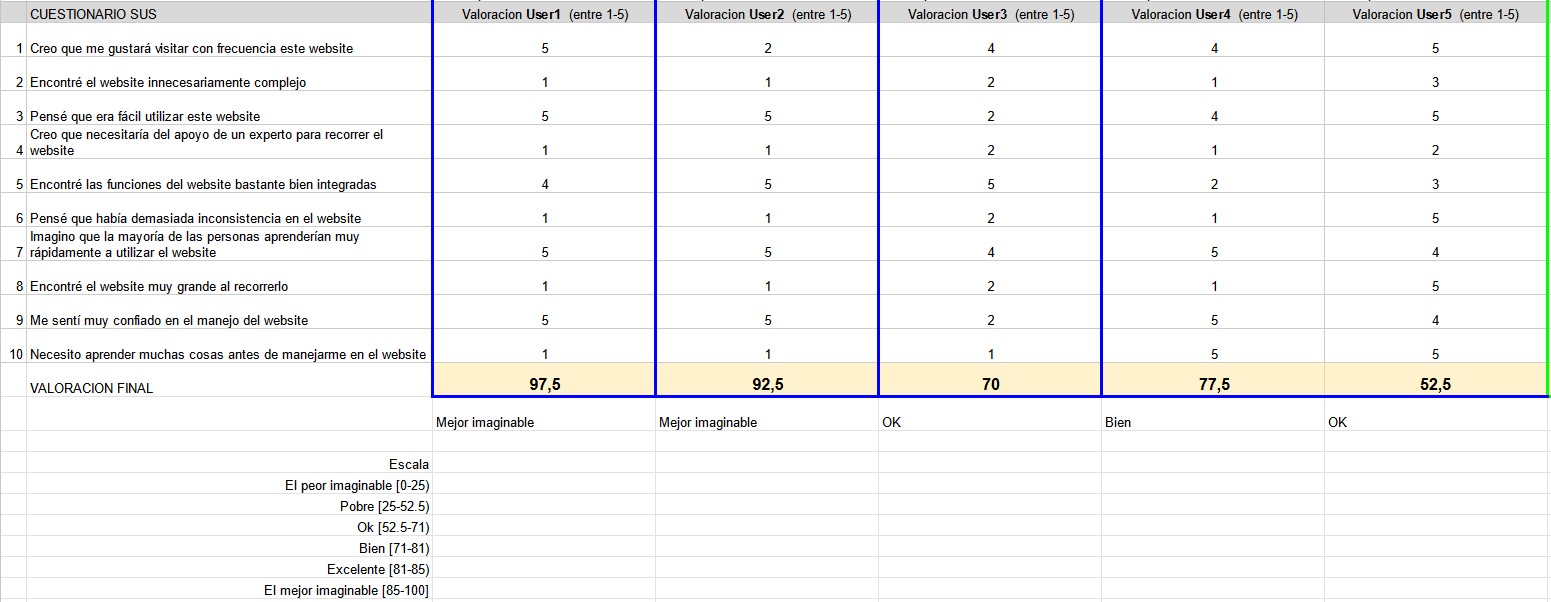 CUESTIONARIO SUS Valoracion User1 (entre 1-5) Valoracion User2 (entre 1-5) Valoracion User3 (entre 1-5) Valoracion User4 (entre 1-5) Valoracion User5 (entre 1-5)
1 Creo que me gustará visitar con frecuencia este website 5 2 4 4 5
2 Encontré el website innecesariamente complejo 1 1 2 1 3
3 Pensé que era fácil utilizar este website 5 5 2 4 5
Creo que necesitaría del apoyo de un experto para recorrer el
4 website 1 1 2 1 2
5 Encontré las funciones del website bastante bien integradas 4 5 5 2 3
6 Pensé que había demasiada inconsistencia en el website 1 1 2 1 5
Imagino que la mayoría de las personas aprenderían muy
7 rápidamente a utilizar el website 5 5 4 5 4
8 Encontré el website muy grande al recorrerlo 1 1 2 1 5
9 Me sentí muy confiado en el manejo del website 5 5 2 5 4
10 Necesito aprender muchas cosas antes de manejarme en el website 1 1 1 5 5
VALORACION FINAL 97,5 92,5 70 77,5 52,5
Mejor imaginable Mejor imaginable OK Bien OK
Escala
El peor imaginable [0-25)
Pobre [25-52.5)
Ok [52.5-71)
Bien [71-81)
Excelente [81-85)
El mejor imaginable [85-100]